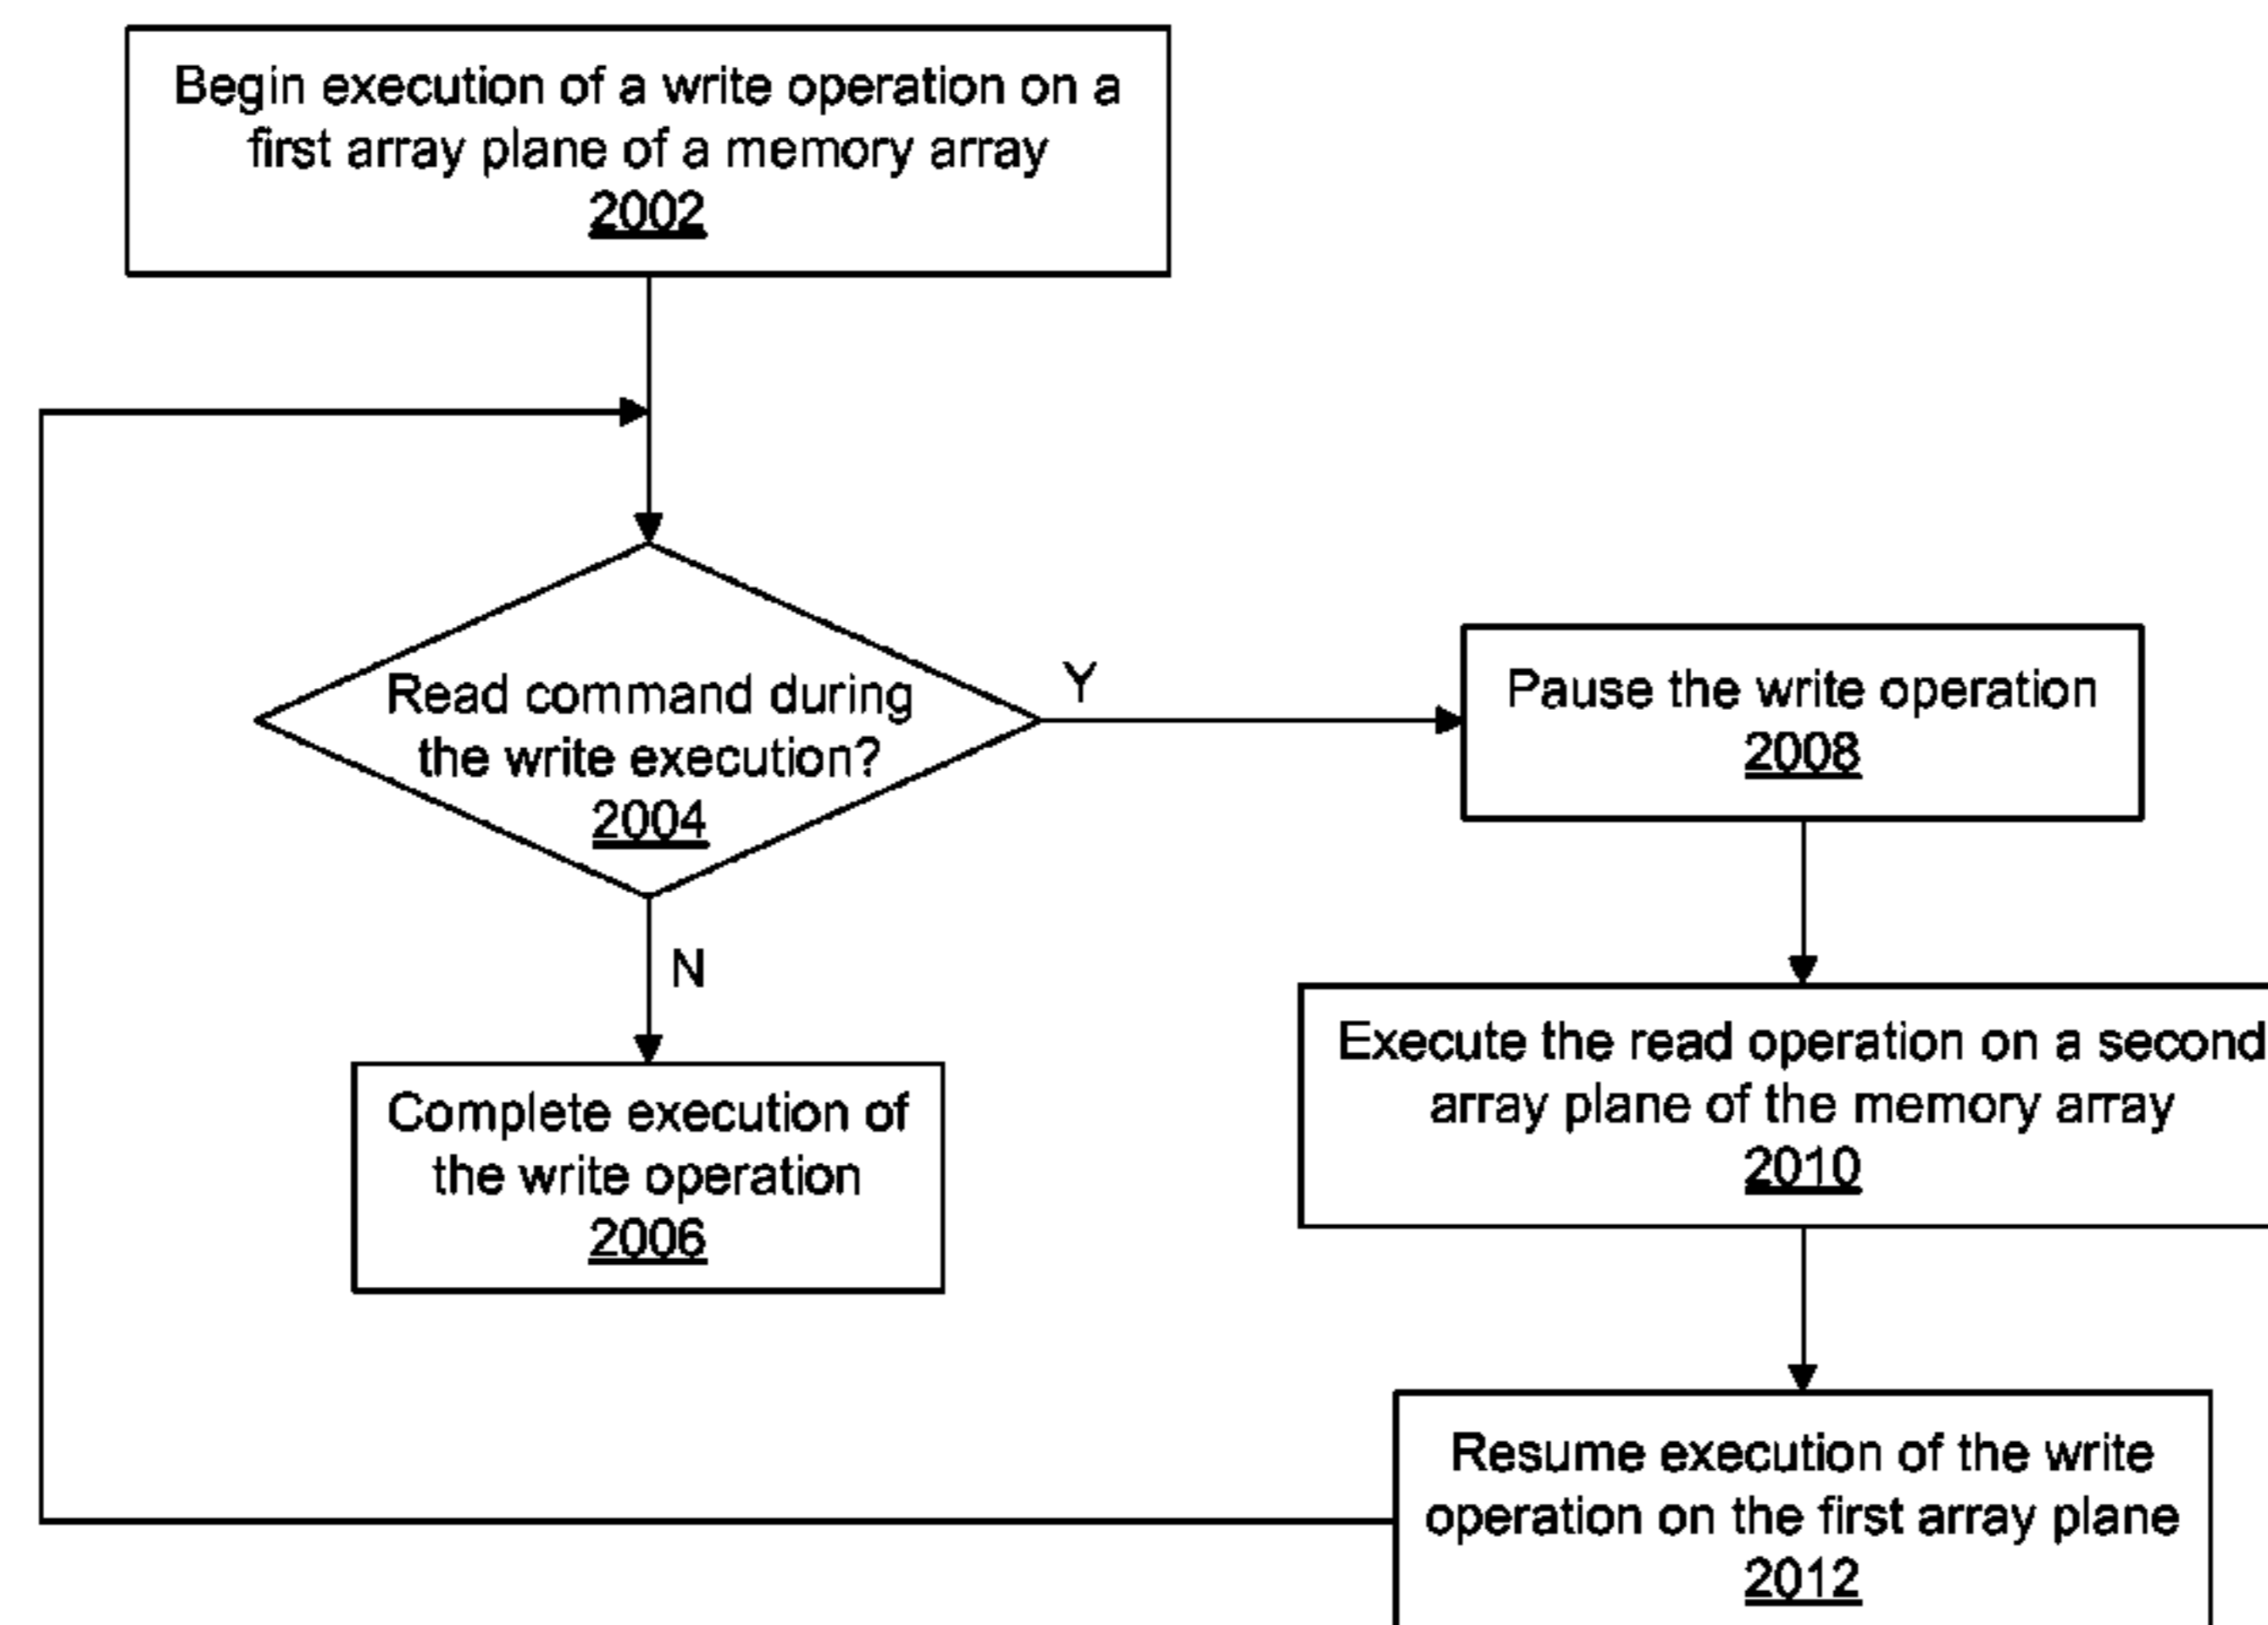 Begin execution of a write operation on a
first array plane of a memory array
2002
Read command during
the write execution?
2004
Y
N
Complete execution of
the write operation
2006
Pause the write operation
2008
Execute the read operation on a second
array plane of the memory array
2010
Resume execution of the write
operation on the first array plane
2012